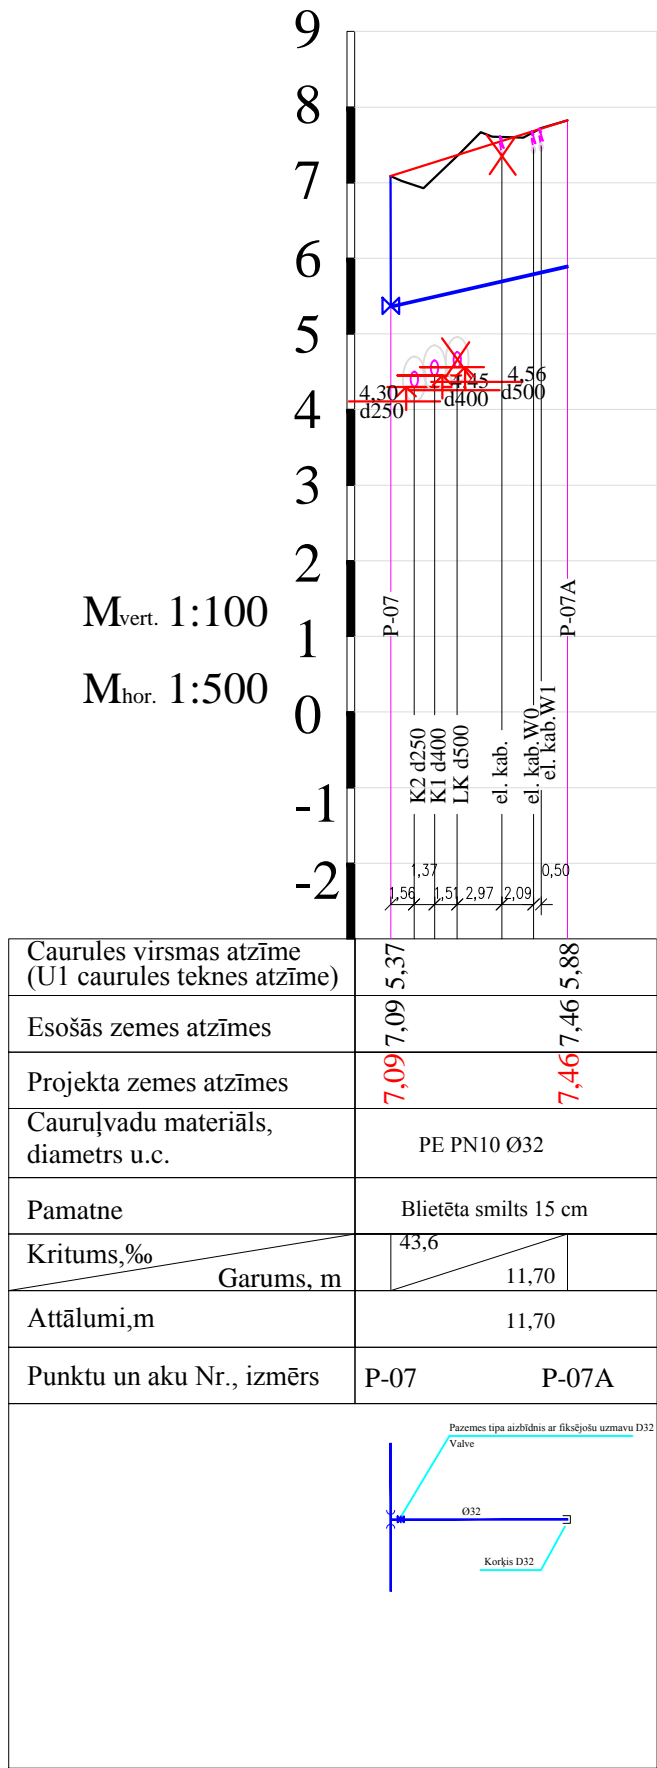 9
8
7
6
5
4
3
2
1
0
-1
-2
Mvert. 1:100
Mhor. 1:500
4,30
d250
4,45
d400
4,56
d500
P-07
P-07A
K2 d250
K1 d400
LK d500
el. kab.
el. kab.W0
el. kab.W1
1,56
1,37
1,51
2,97
2,09
0,50
Caurules virsmas atzīme
(U1 caurules teknes atzīme)
5,37
5,88
Esošās zemes atzīmes
7,09
7,46
Projekta zemes atzīmes
7,09
7,46
Cauruļvadu materiāls,
diametrs u.c.
PE PN10 Ø32
Pamatne
Blietēta smilts 15 cm
Kritums,‰
Garums, m
43,6
11,70
Attālumi,m
11,70
Punktu un aku Nr., izmērs
P-07
P-07A
Pazemes tipa aizbīdnis ar fiksējošu uzmavu D32
Valve
Ø32
Korķis D32